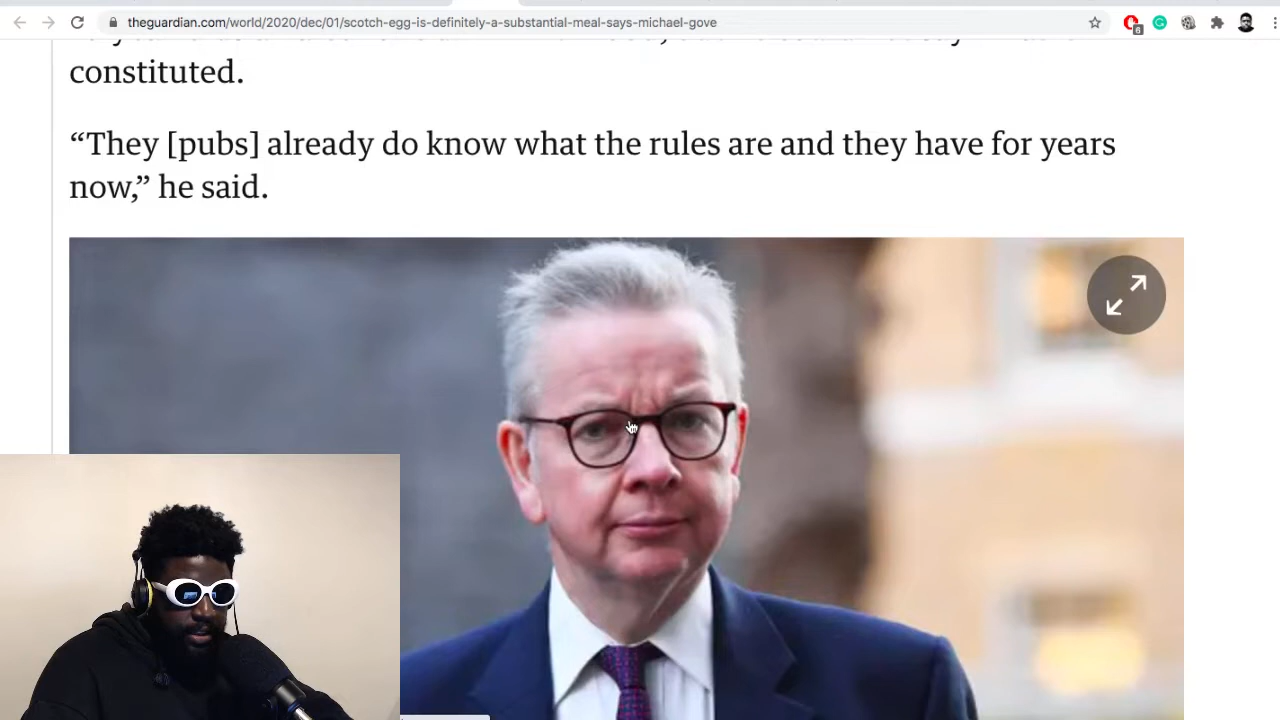 theguardian.com/world/2020/dec/01/scotch-egg-is-definitely-a-substantial-meal-says-michael-gove
6
constituted.
“They [pubs] already do know what the rules are and they have for years
now,” he said.